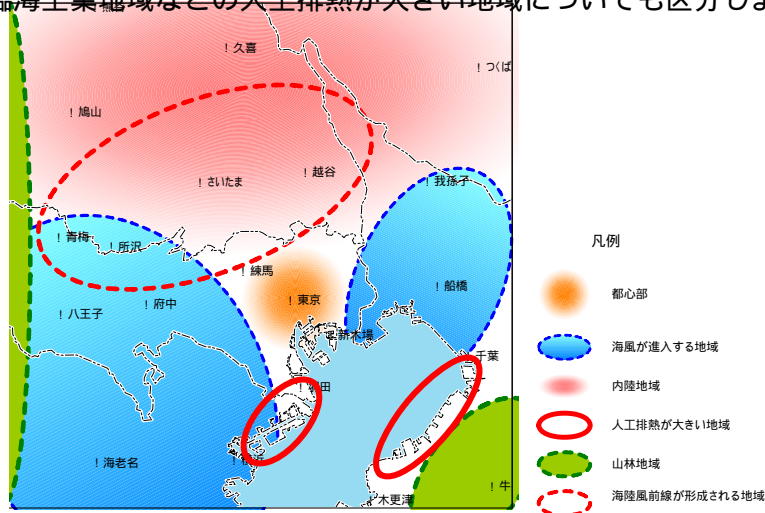 臨海工業地域などの人工排熱が大きい地域についても区分しま
! 久喜
! つくば
! 鳩山
! さいたま
! 越谷
! 我孫子
! 青梅
! 所沢
! 練馬
! 東京
! 府中
! 八王子
! 船橋
新木場
千葉
! 海老名
木更津
! 牛
凡例
都心部
海風が進入する地域
内陸地域
人工排熱が大きい地域
山林地域
海陸風前線が形成される地域